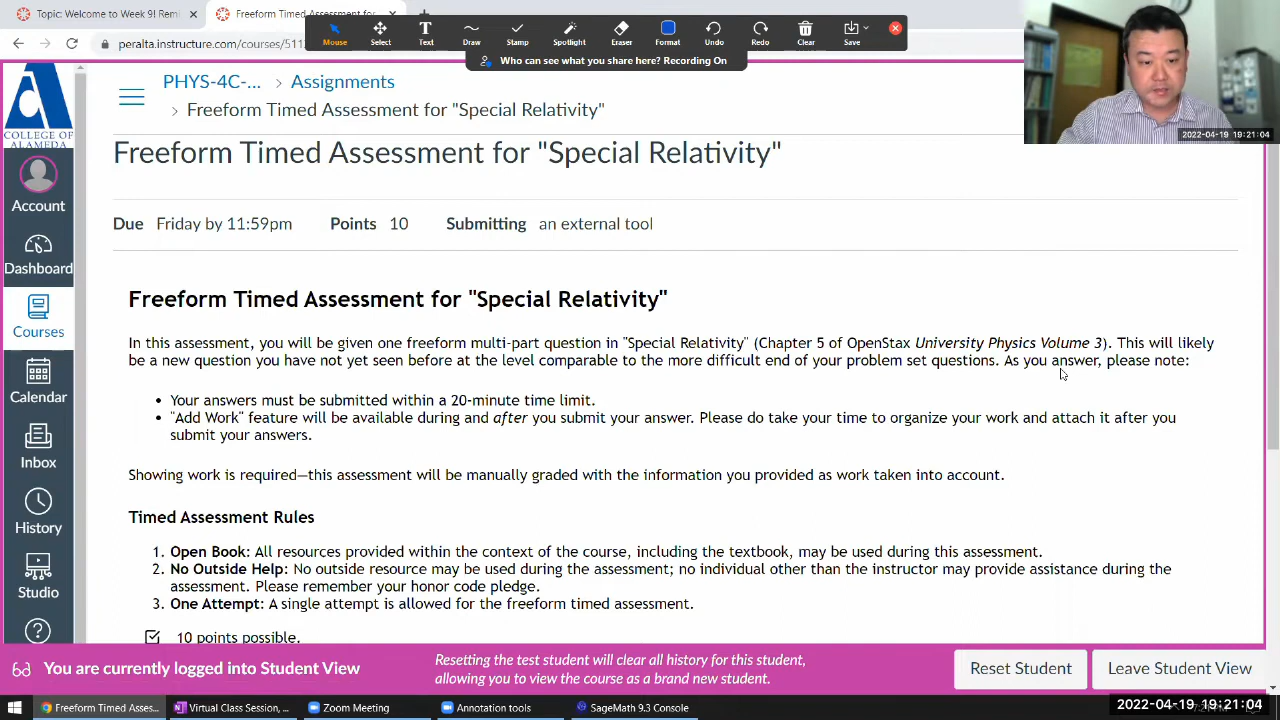 Topic: Welcome to Week 9! Rem
Freeform Timed Assessment for "
peralta.instructure.com/courses/511
Mouse
Select
Text
Draw
Stamp
Spotlight
Eraser
Format
Undo
Redo
Clear
Save
Who can see what you share here? Recording On
2022-04-19 19:21:04
COLLEGE OF
ALAMEDA
Account
Dashboard
Courses
Calendar
Inbox
History
Studio
PHYS-4C-... > Assignments
> Freeform Timed Assessment for "Special Relativity"
Freeform Timed Assessment for "Special Relativity"
Due Friday by 11:59pm Points 10 Submitting an external tool
Freeform Timed Assessment for "Special Relativity"
In this assessment, you will be given one freeform multi-part question in "Special Relativity" (Chapter 5 of OpenStax University Physics Volume 3). This will likely
be a new question you have not yet seen before at the level comparable to the more difficult end of your problem set questions. As you answer, please note:
• Your answers must be submitted within a 20-minute time limit.
• "Add Work" feature will be available during and after you submit your answer. Please do take your time to organize your work and attach it after you
submit your answers.
Showing work is required—this assessment will be manually graded with the information you provided as work taken into account.
Timed Assessment Rules
1. Open Book: All resources provided within the context of the course, including the textbook, may be used during this assessment.
2. No Outside Help: No outside resource may be used during the assessment; no individual other than the instructor may provide assistance during the
assessment. Please remember your honor code pledge.
3. One Attempt: A single attempt is allowed for the freeform timed assessment.
10 points possible.
You are currently logged into Student View
Resetting the test student will clear all history for this student,
allowing you to view the course as a brand new student.
Reset Student
Leave Student View
Freeform Timed Asses...
Virtual Class Session, ...
Zoom Meeting
Annotation tools
SageMath 9.3 Console
2022-04-19 19:21:04